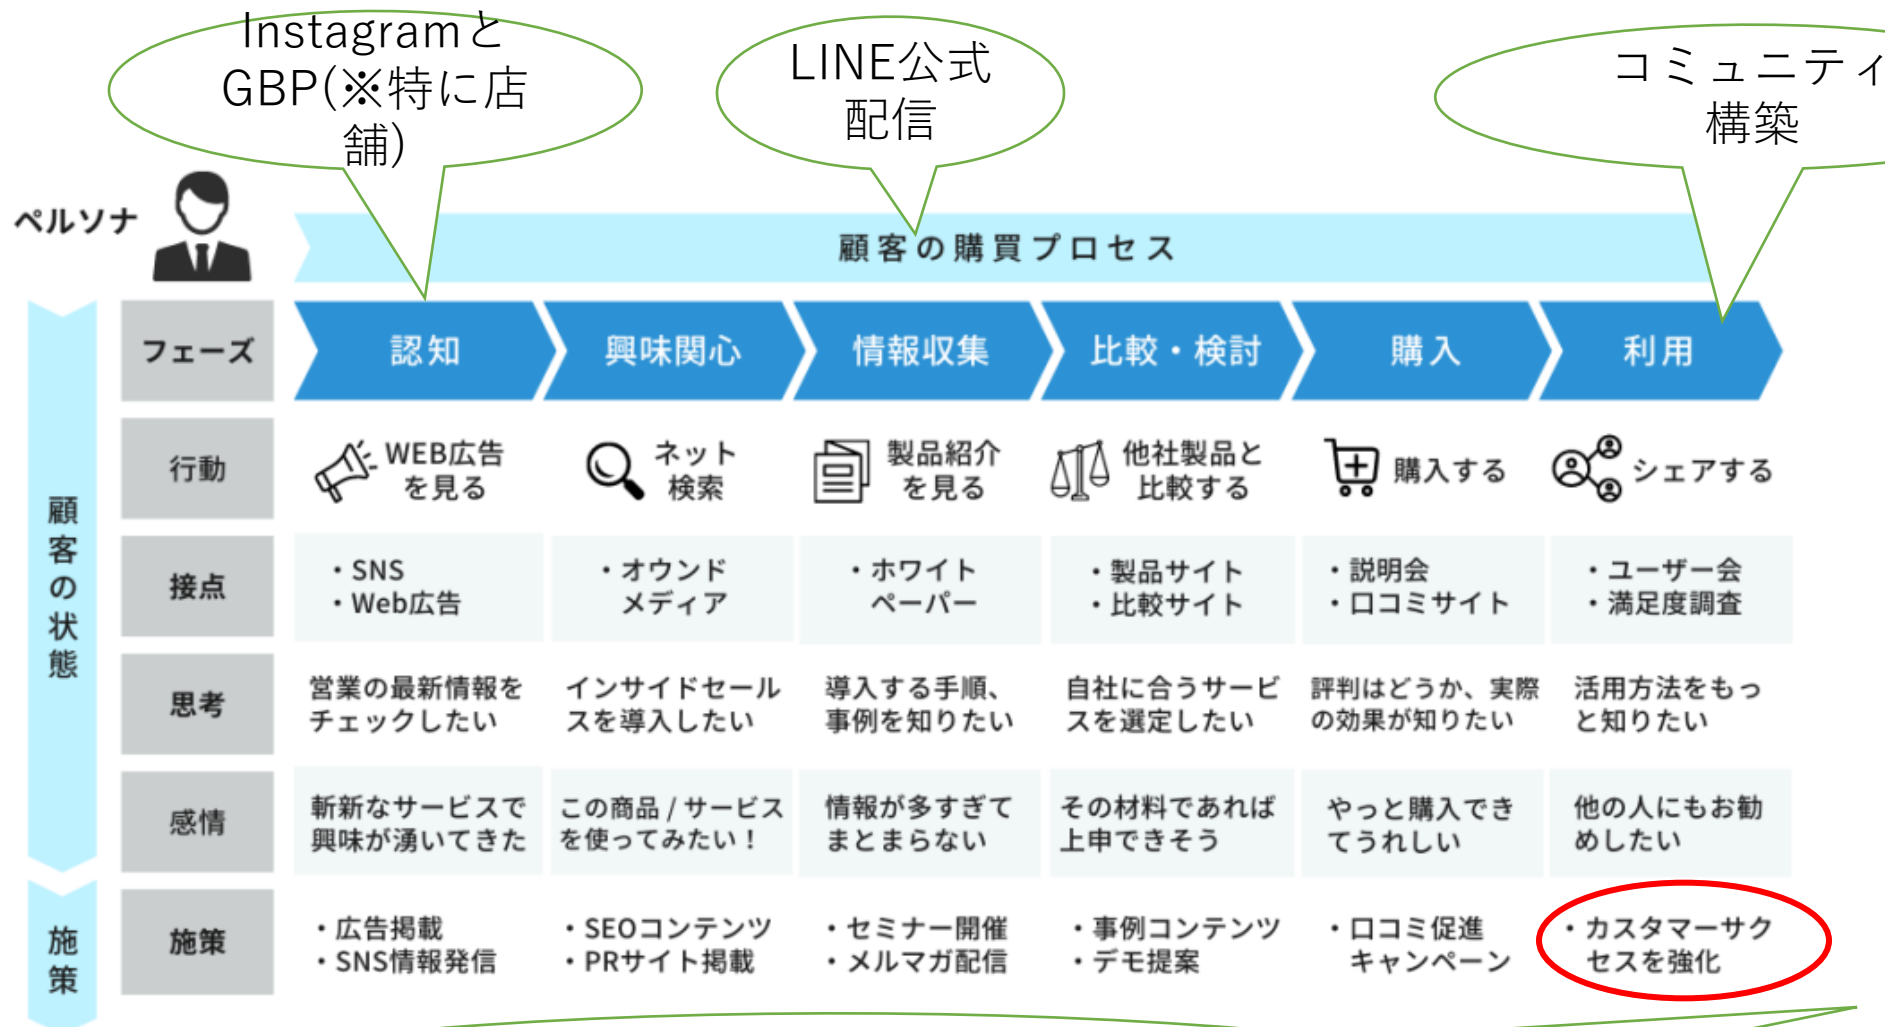 Instagramと
GBP(※特に店
舗)
LINE公式
配信
コミュニティ
構築
ペルソナ
顧客の購買プロセス
顧客の状態
フェーズ
認知
興味関心
情報収集
比較・検討
購入
利用
行動
WEB広告
を見る
ネット
検索
製品紹介
を見る
他社製品と
比較する
購入する
シェアする
接点
・SNS
・Web広告
・オウンド
メディア
・ホワイト
ペーパー
・製品サイト
・比較サイト
・説明会
・口コミサイト
・ユーザー会
・満足度調査
思考
営業の最新情報を
チェックしたい
インサイドセール
スを導入したい
導入する手順、
事例を知りたい
自社に合うサービ
スを選定したい
評判はどうか、実際
の効果が知りたい
活用方法をもっ
と知りたい
感情
斬新なサービスで
興味が湧いてきた
この商品 / サービス
を使ってみたい！
情報が多すぎて
まとまらない
その材料であれば
上申できそう
やっと購入でき
てうれしい
他の人にもお勧
めしたい
施策
施策
・広告掲載
・SNS情報発信
・SEOコンテンツ
・PRサイト掲載
・セミナー開催
・メルマガ配信
・事例コンテンツ
・デモ提案
・口コミ促進
キャンペーン
・カスタマーサク
セスを強化